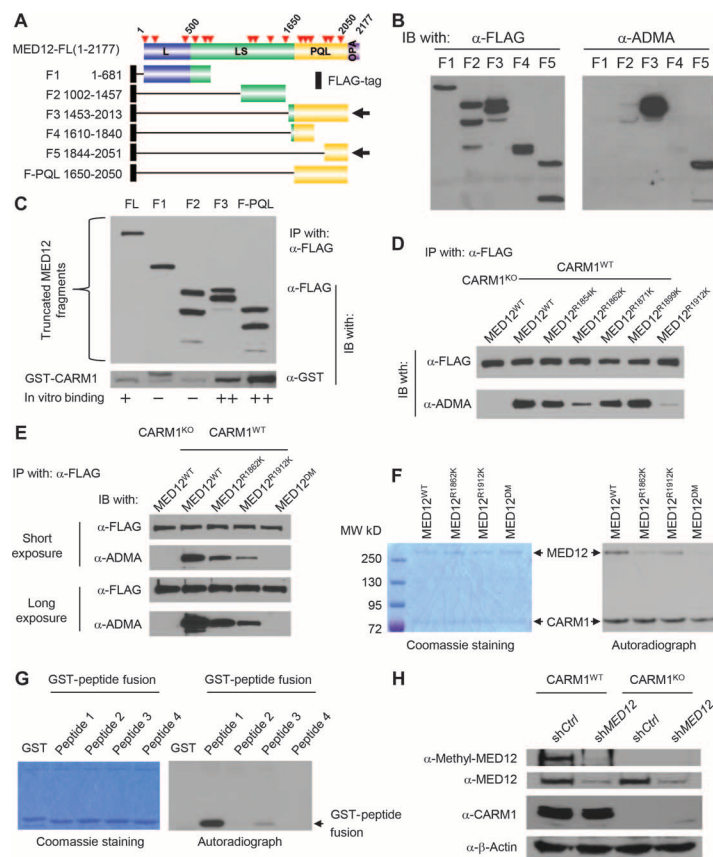 A
1 500 1650 2050 2177
MED12-FL(1-2177) L LS PQL OPA
F1 1-681
FLAG-tag
F2 1002-1457
F3 1453-2013
F4 1610-1840
F5 1844-2051
F-PQL 1650-2050
B
IB with: α-FLAG α-ADMA
F1 F2 F3 F4 F5 F1 F2 F3 F4 F5
C
FL F1 F2 F3 F-PQL
IP with:
α-FLAG
Truncated MED12
fragments
α-FLAG
IB with:
GST-CARM1 α-GST
In vitro binding + − − ++ ++
D
IP with: α-FLAG
CARM1KO CARM1WT
MED12WT MED12WT MED12R1854K MED12R1862K MED12R1871K MED12R1899K MED12R1912K
IB with:
α-FLAG
α-ADMA
E
CARM1KO CARM1WT
IP with: α-FLAG
IB with:
MED12WT MED12WT MED12R1862K MED12R1912K MED12DM
Short
exposure
α-FLAG
α-ADMA
Long
exposure
α-FLAG
α-ADMA
F
MED12WT MED12R1862K MED12R1912K MED12DM MED12WT MED12R1862K MED12R1912K MED12DM
MW kD
250 MED12
130
95
72 CARM1
Coomassie staining Autoradiograph
G
GST-peptide fusion GST-peptide fusion
GST Peptide 1 Peptide 2 Peptide 3 Peptide 4 GST Peptide 1 Peptide 2 Peptide 3 Peptide 4
GST-peptide
fusion
Coomassie staining Autoradiograph
H
CARM1WT CARM1KO
shCtrl shMED12 shCtrl shMED12
α-Methyl-MED12
α-MED12
α-CARM1
α-β-Actin